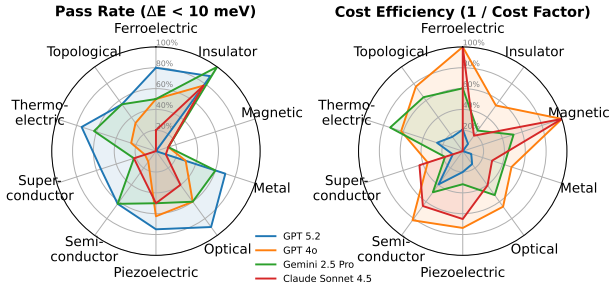 Pass Rate (ΔE < 10 meV)
Ferroelectric
Insulator
Magnetic
Metal
Optical
Piezoelectric
Semi-
conductor
Super-
conductor
Thermo-
electric
Topological
100%
80%
60%
40%
20%
Cost Efficiency (1 / Cost Factor)
Ferroelectric
Insulator
Magnetic
Metal
Optical
Piezoelectric
Semi-
conductor
Super-
conductor
Thermo-
electric
Topological
100%
80%
60%
40%
20%
GPT 5.2
GPT 4o
Gemini 2.5 Pro
Claude Sonnet 4.5